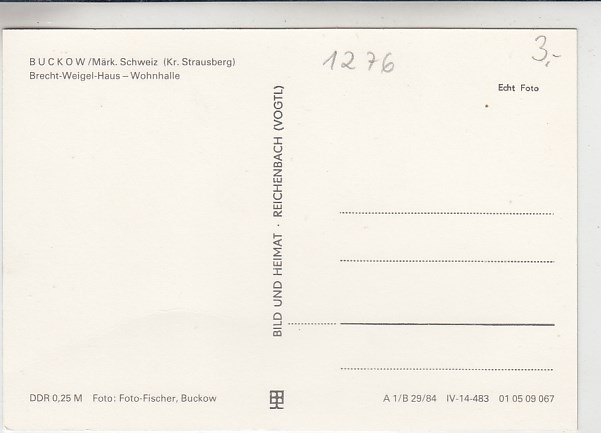 BUCKOW/Märk. Schweiz (Kr. Strausberg)
Brecht-Weigel-Haus – Wohnhalle
1276
3,-
Echt Foto
BILD UND HEIMAT · REICHENBACH (VOGTL)
DDR 0,25 M Foto: Foto-Fischer, Buckow
A 1/B 29/84 IV-14-483 01 05 09 067